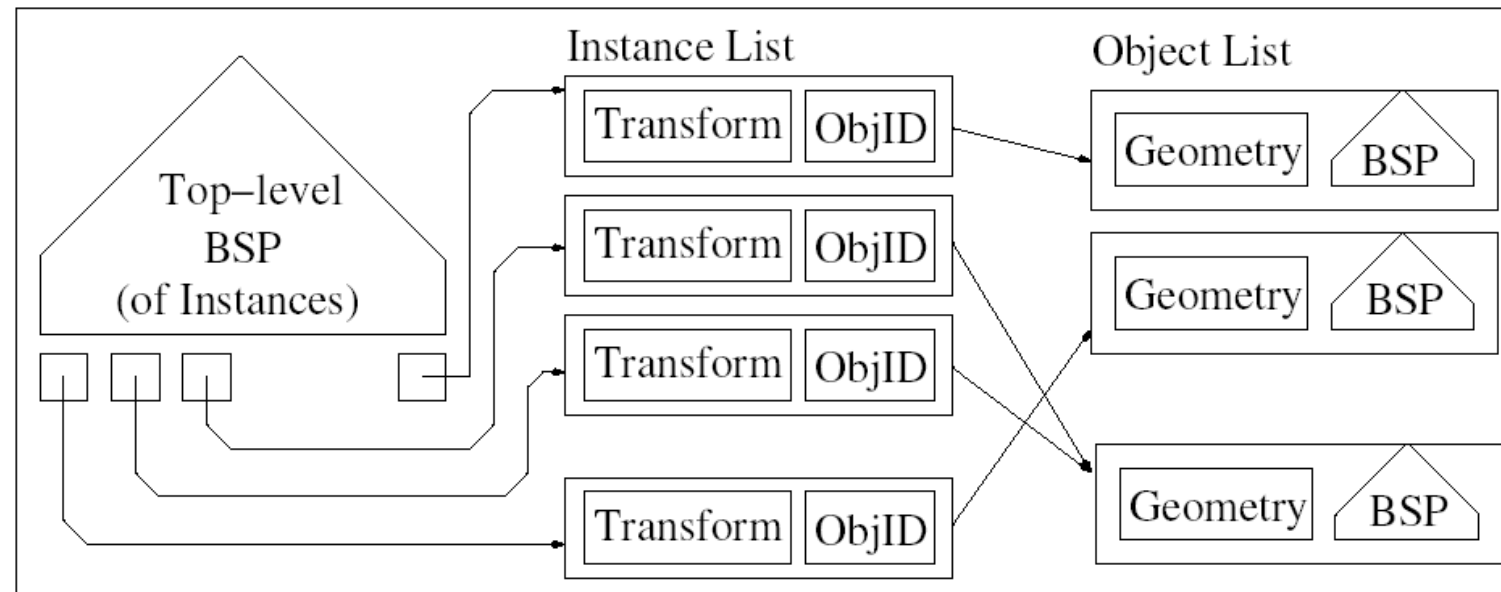 Instance List
Object List
Top–level
BSP
(of Instances)
Transform ObjID
Geometry BSP
Transform ObjID
Geometry BSP
Transform ObjID
Geometry BSP
Transform ObjID